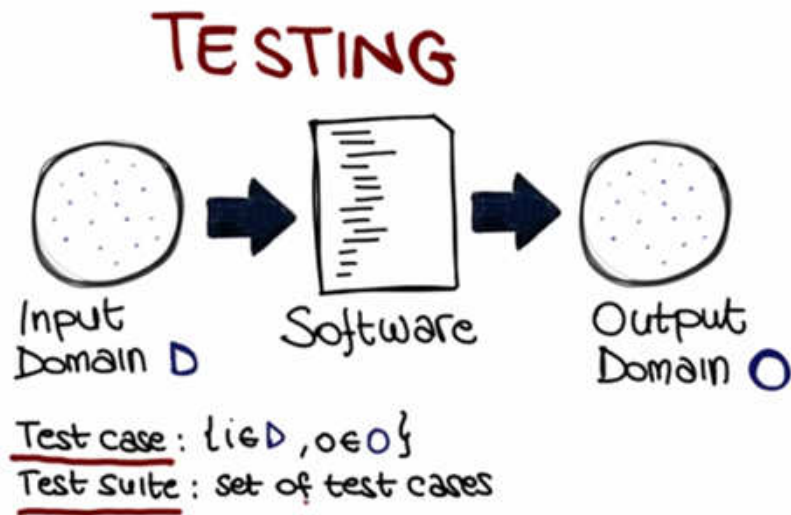 TESTING
Input
Domain D
Software
Output
Domain O
Test case : {i∈D , o∈O}
Test suite : set of test cases